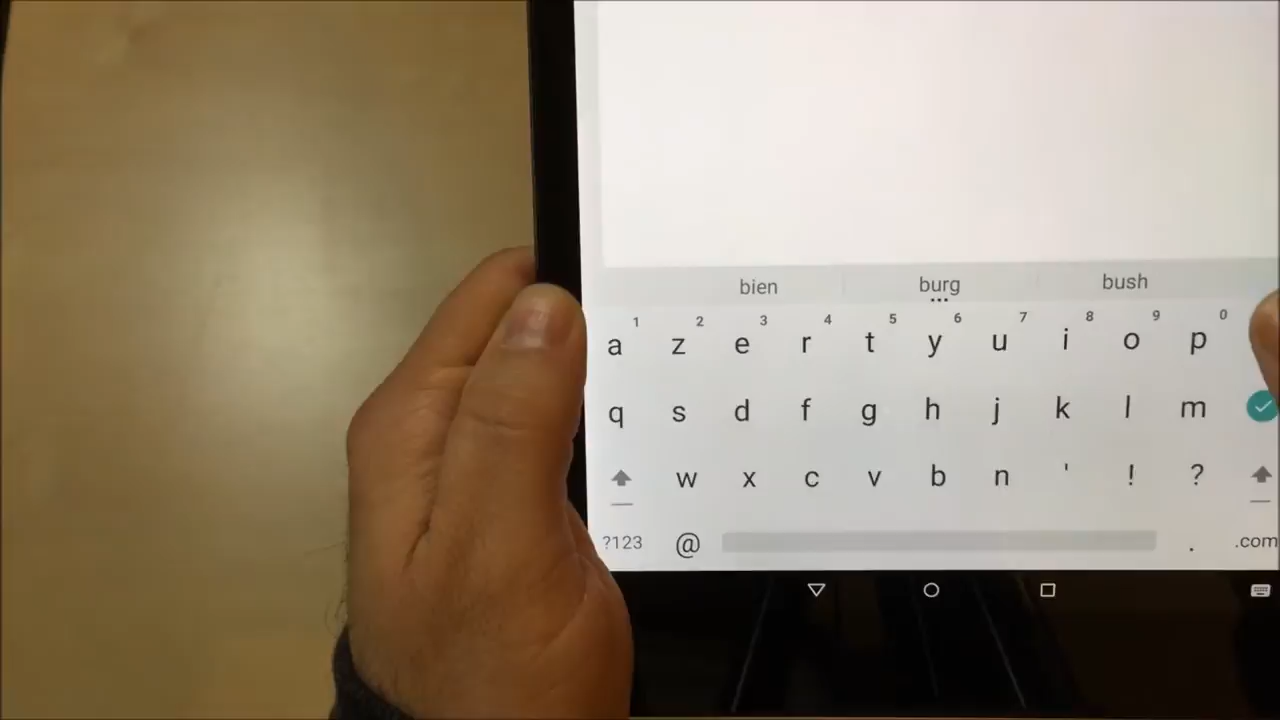 bien burg bush
1 2 3 4 5 6 7 8 9 0
a z e r t y u i o p
q s d f g h j k l m
w x c v b n ' ! ?
?123 @ . .com